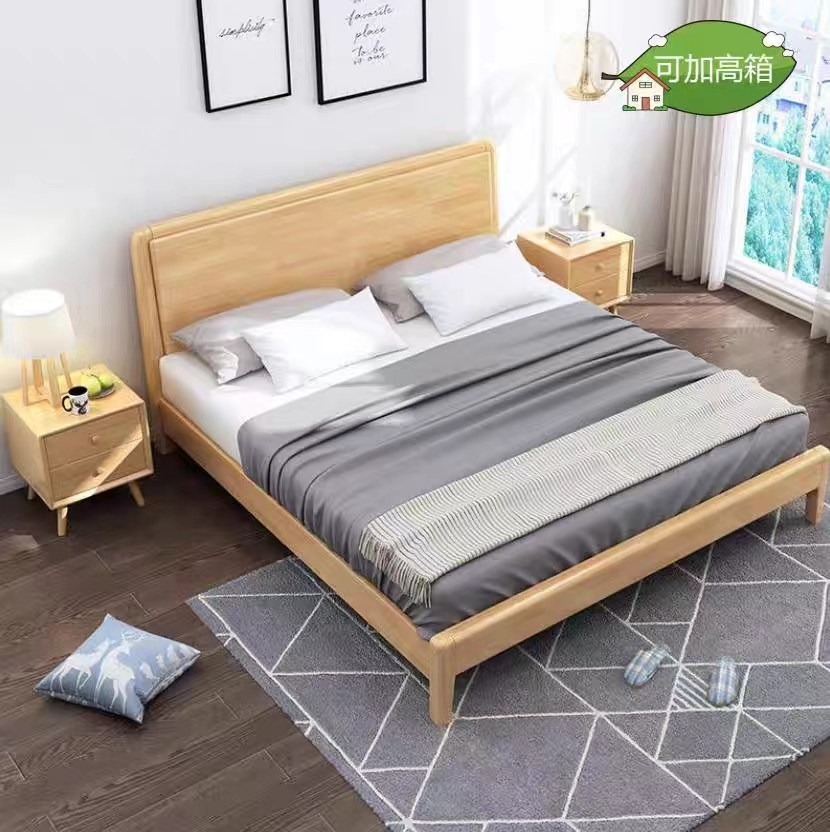 simplicity
favorite
place
to be
is our
可加高箱